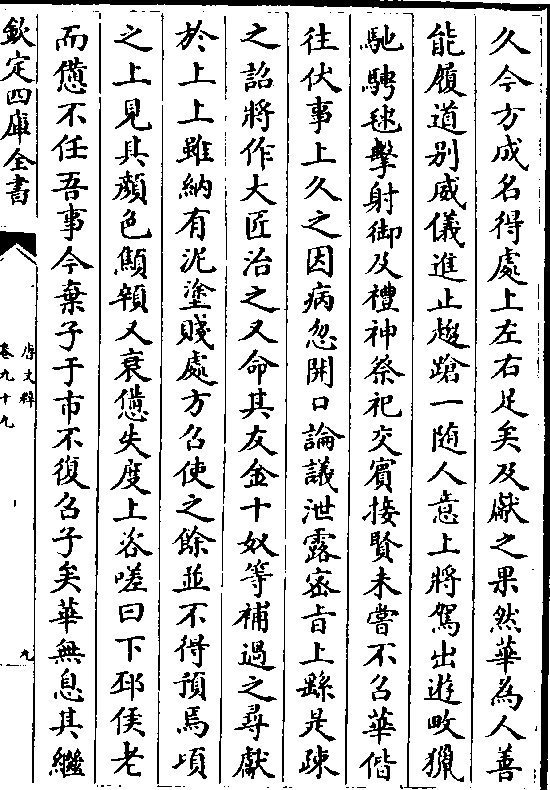 久今方成名得處上左右足矣及獻之果然華為人善
能履道别威儀進止趨蹌一随人意上將駕出遊畋獵
馳騁毬擊射御及禮神祭祀交賓接賢未嘗不召華偕
往伏事上久之因病忽開口論議泄露密旨上繇是疎
之詔將作大匠治之又命其友金十奴等補過之尋獻
於上上雖納有泥塗賤處方召使之餘並不得預焉頃
之上見其顔色顦顇又衰憊失度上咨嗟曰下邳侯老
而憊不任吾事今棄子于市不復召子矣華無息其繼
欽定四庫全書
唐文粹
卷九十九
九